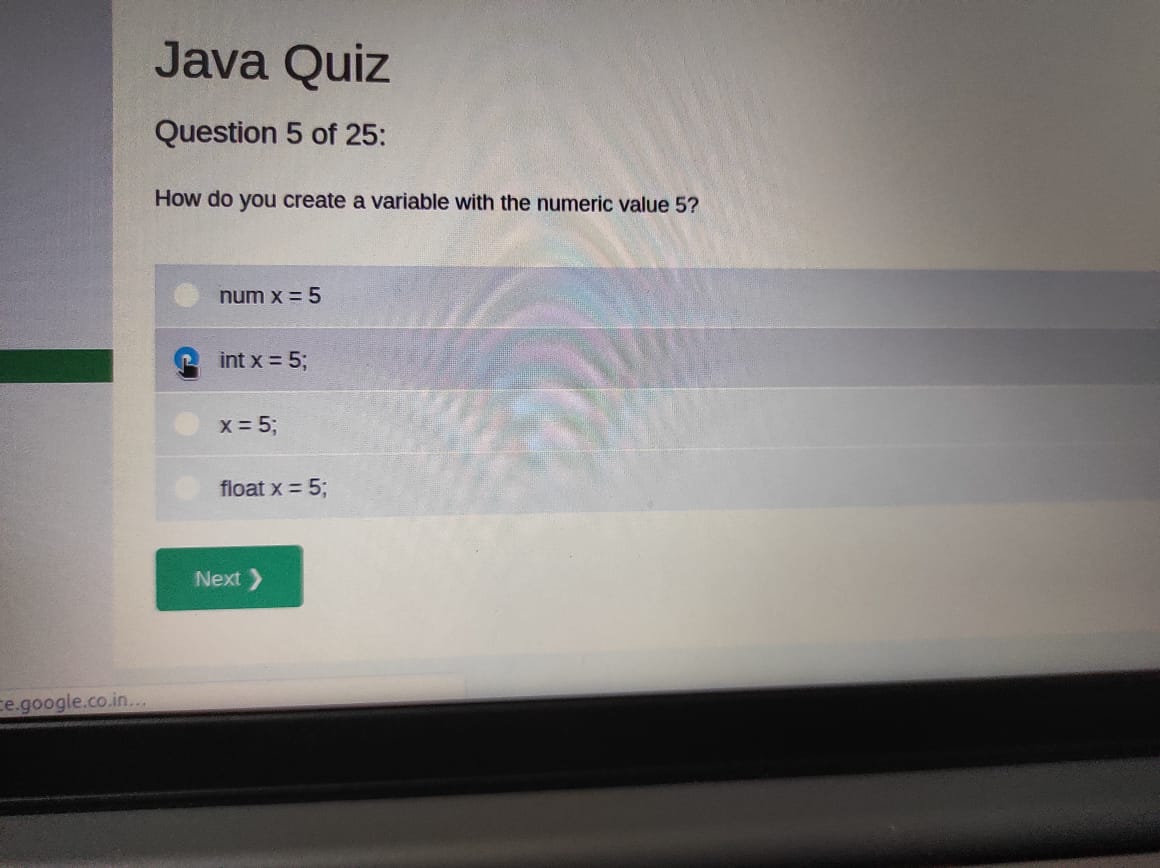 Java Quiz
Question 5 of 25:
How do you create a variable with the numeric value 5?
num x = 5
int x = 5;
x = 5;
float x = 5;
Next ❯
e.google.co.in...